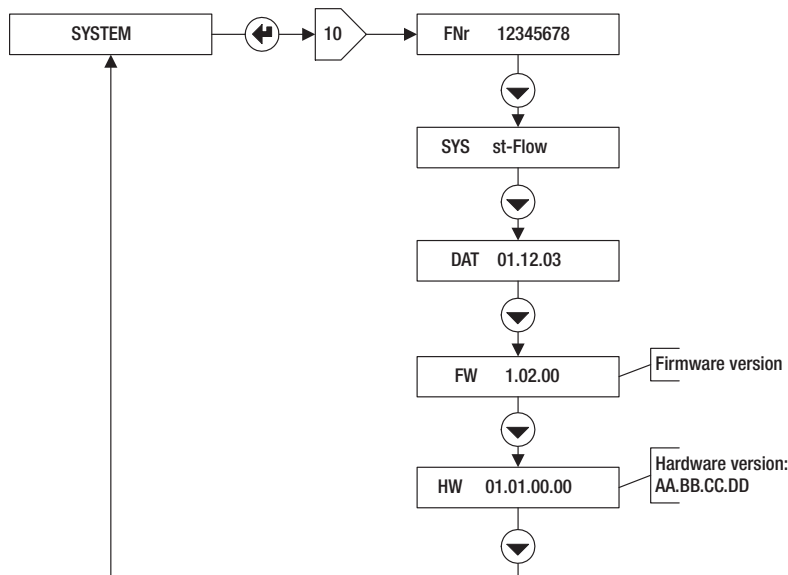 SYSTEM
10
FNr 12345678
SYS st-Flow
DAT 01.12.03
FW 1.02.00
Firmware version
HW 01.01.00.00
Hardware version:
AA.BB.CC.DD